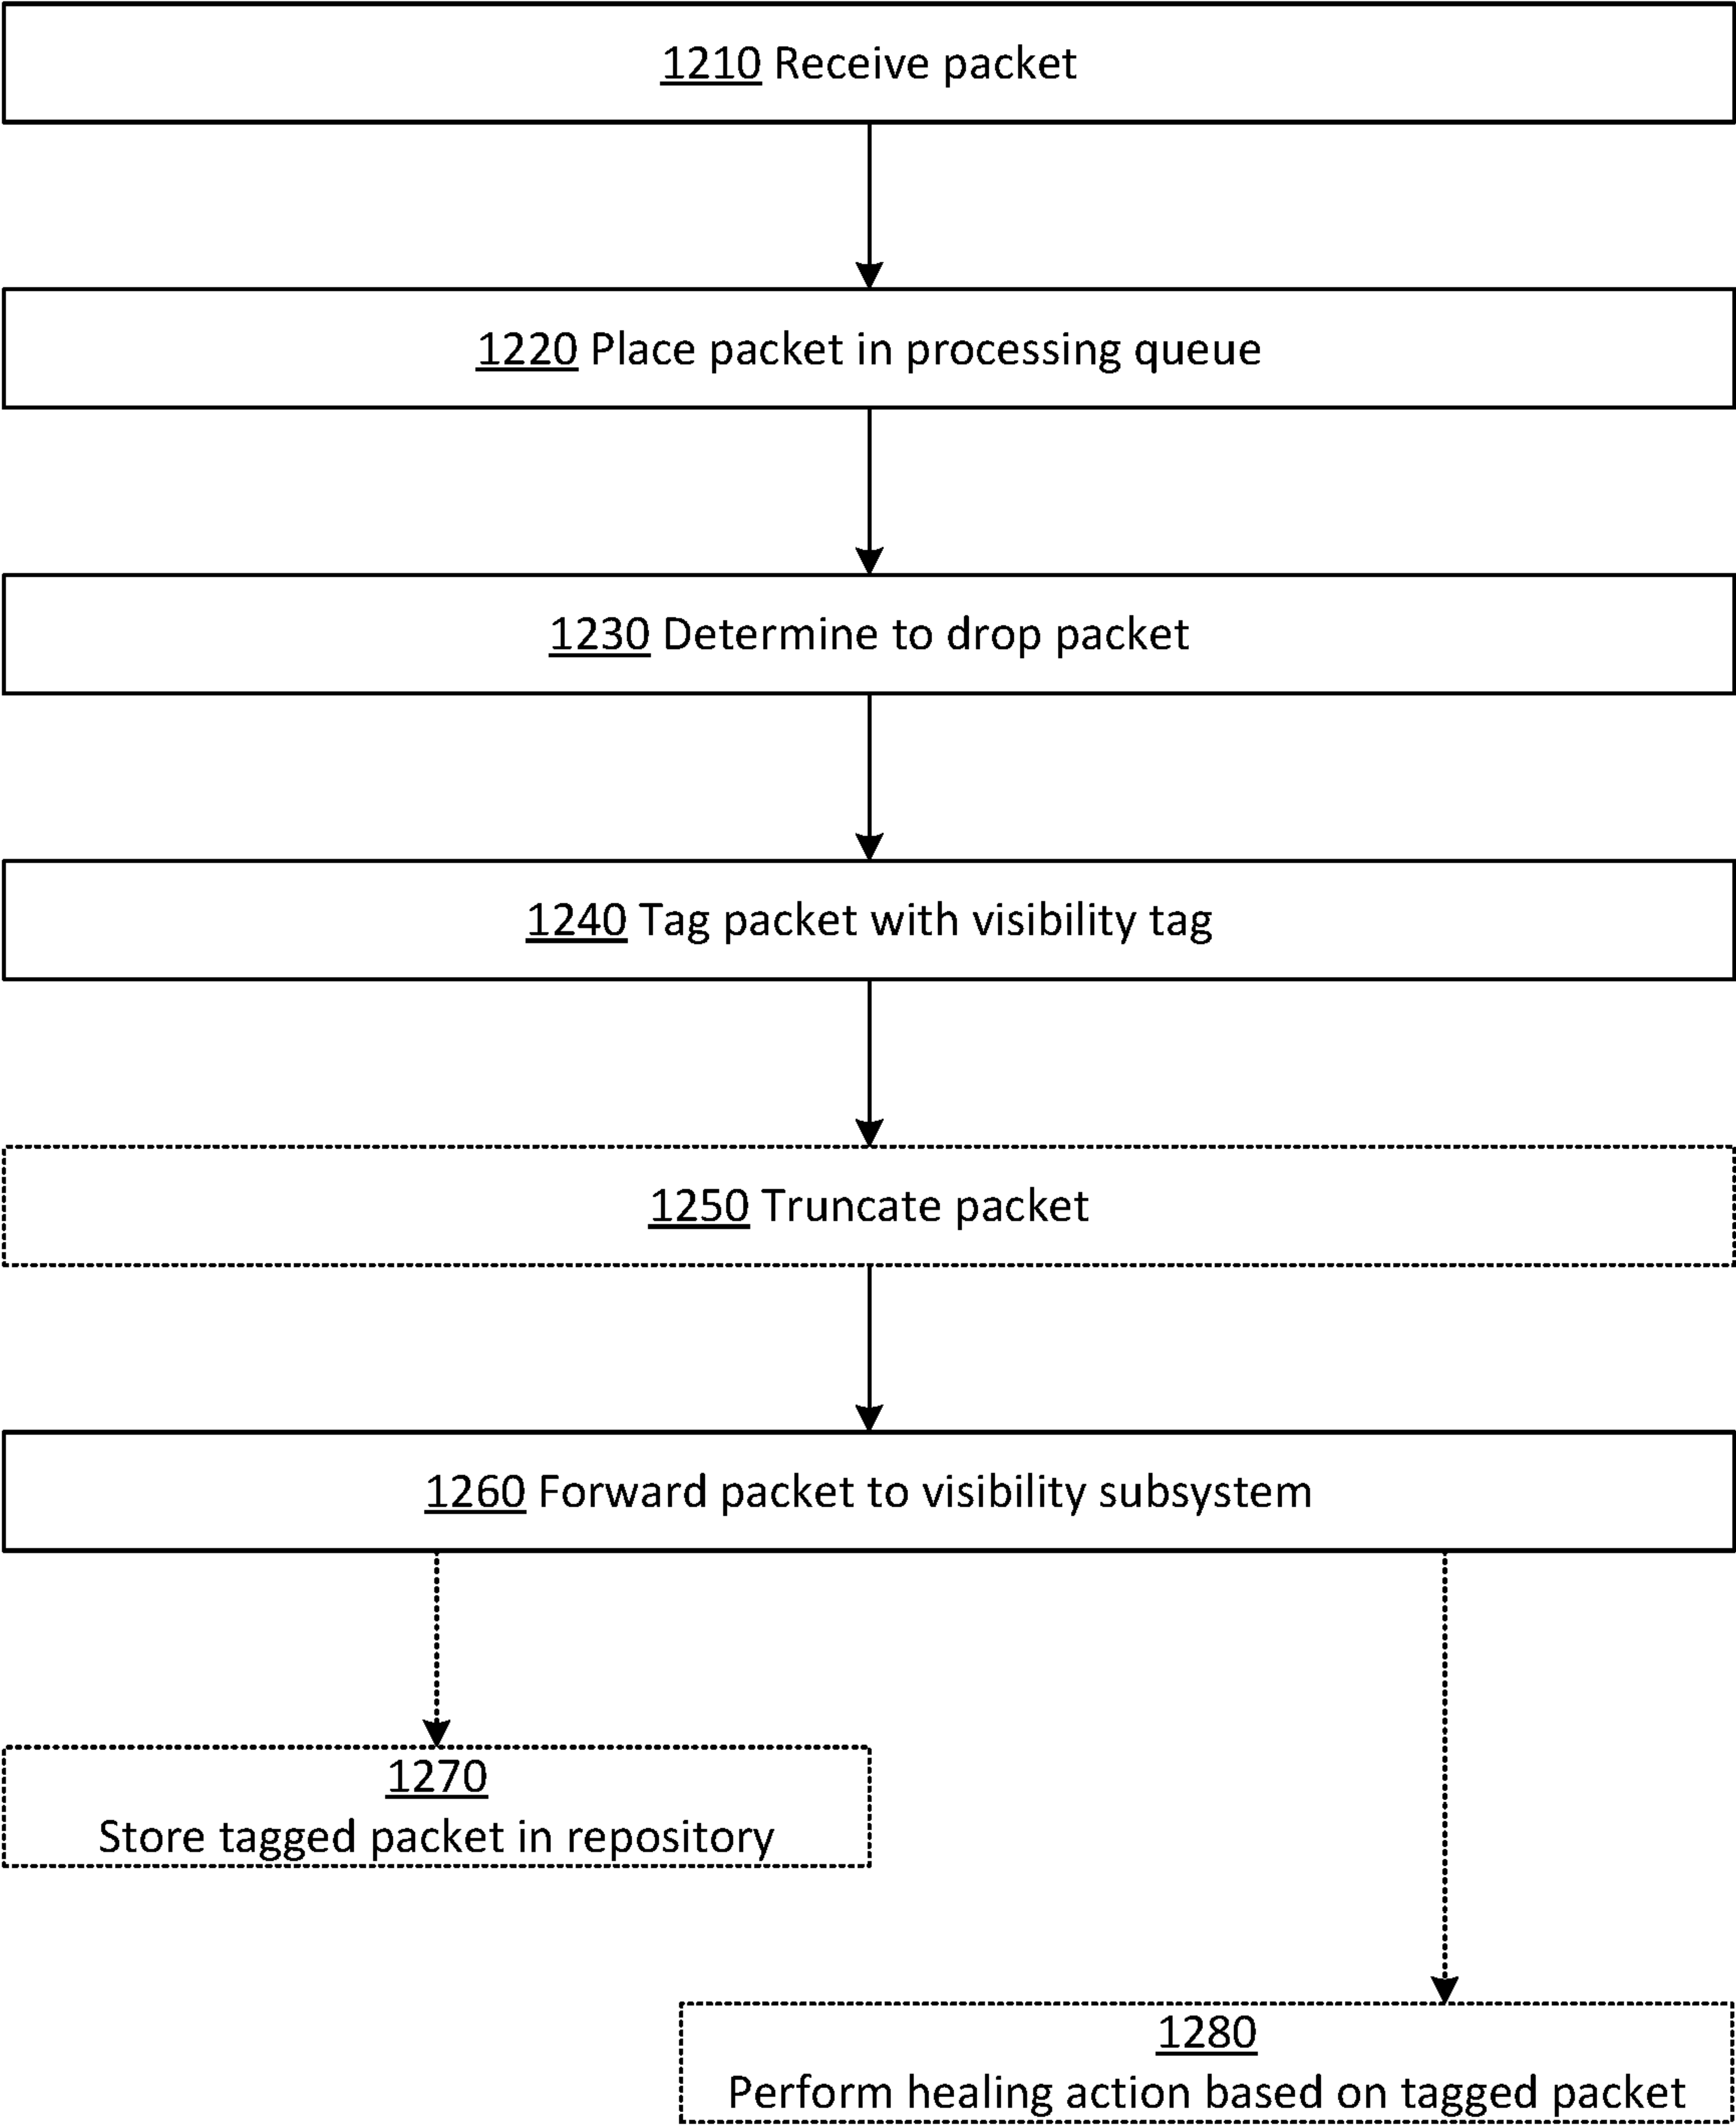 1210 Receive packet
1220 Place packet in processing queue
1230 Determine to drop packet
1240 Tag packet with visibility tag
1250 Truncate packet
1260 Forward packet to visibility subsystem
1270
Store tagged packet in repository
1280
Perform healing action based on tagged packet